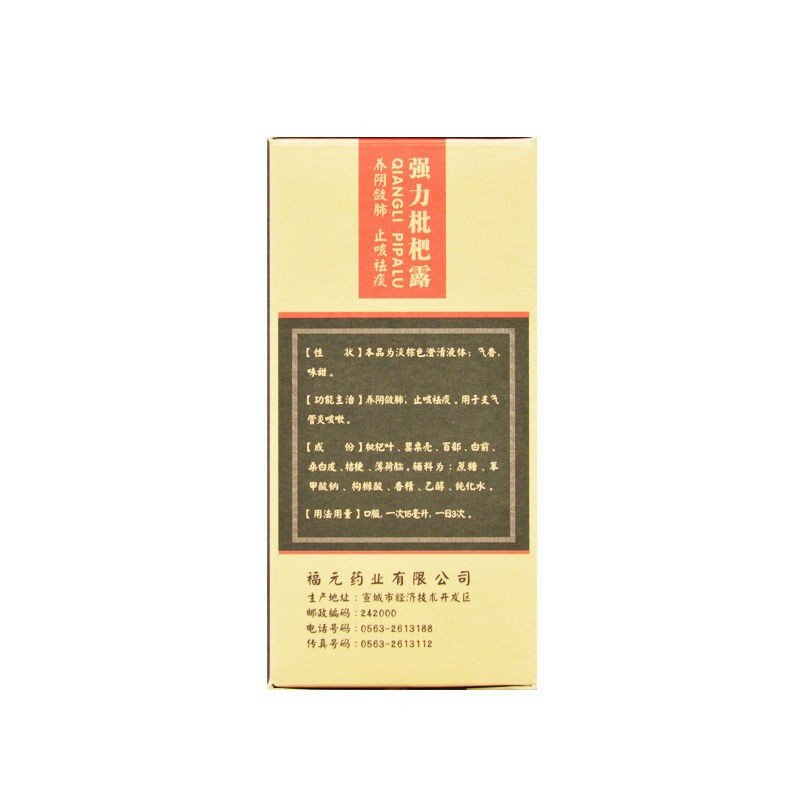 强力枇杷露
QIANGLI PIPALU
养阴敛肺 止咳祛痰
【性 状】本品为淡棕色澄清液体；气香，
味甜。
【功能主治】养阴敛肺，止咳祛痰。用于支气
管炎咳嗽。
【成 份】枇杷叶、罂粟壳、百部、白前、
桑白皮、桔梗、薄荷脑。辅料为：蔗糖、苯
甲酸钠、枸橼酸、香精、乙醇、纯化水。
【用法用量】口服，一次15毫升，一日3次。
福元药业有限公司
生产地址：宣城市经济技术开发区
邮政编码：242000
电话号码：0563-2613188
传真号码：0563-2613112